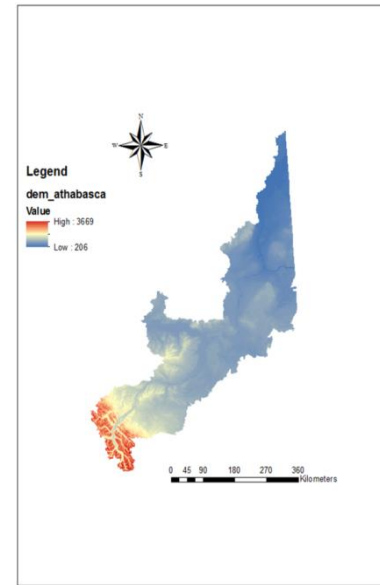 N
W E
S
Legend
dem_athabasca
Value
High : 3669
Low : 206
0 45 90 180 270 360
Kilometers